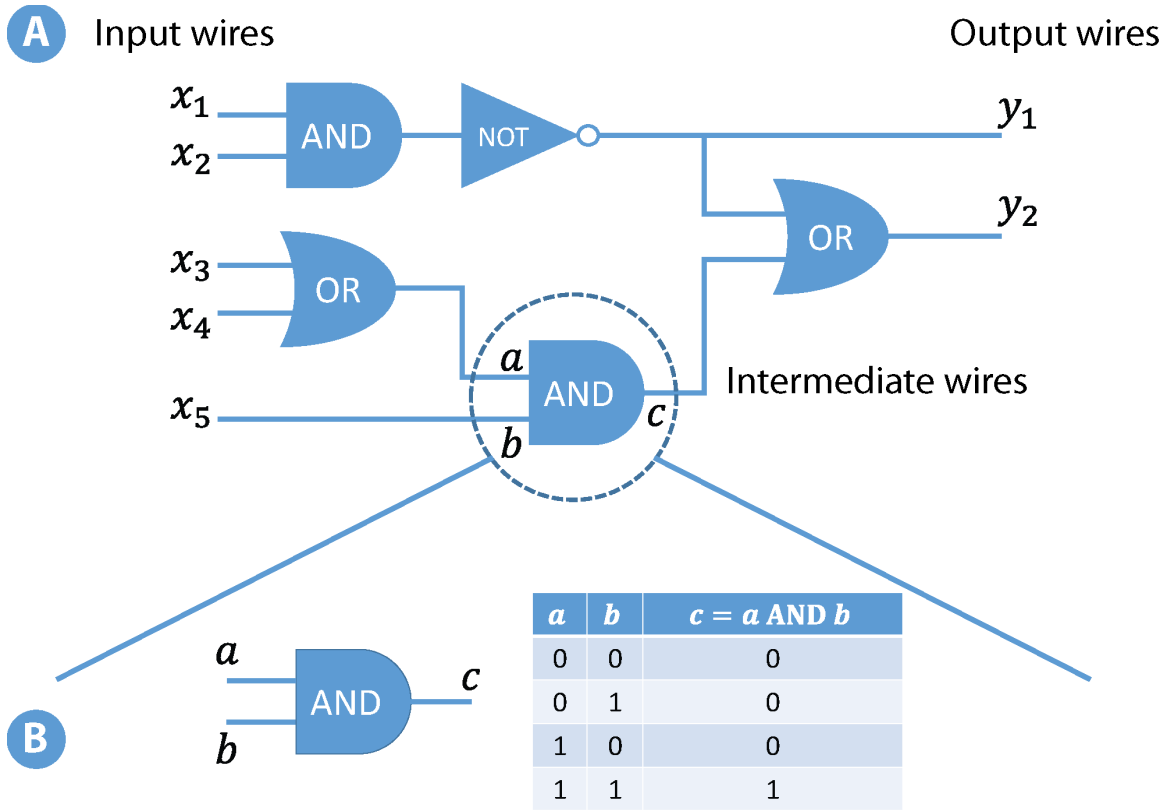 A Input wires Output wires
x₁
x₂
AND
NOT
y₁
y₂
OR
x₃
x₄
OR
a
AND
Intermediate wires
x₅
b
c
a b c = a AND b
0 0 0
0 1 0
1 0 0
1 1 1
a
AND
c
b
B